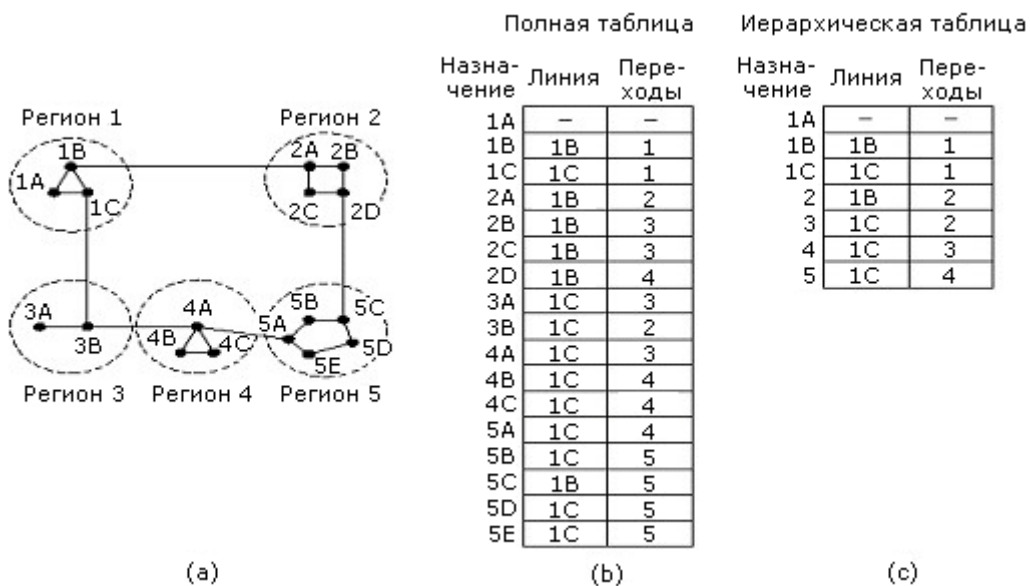 Полная таблица
Иерархическая таблица
Назна-
чение Линия Пере-
ходы
Назна-
чение Линия Пере-
ходы
Регион 1
Регион 2
1B
1A
1C
2A 2B
2C 2D
3A
3B
4A
4B 4C
5B 5C
5A
5D
5E
Регион 3 Регион 4 Регион 5
1A – –
1B 1B 1
1C 1C 1
2A 1B 2
2B 1B 3
2C 1B 3
2D 1B 4
3A 1C 3
3B 1C 2
4A 1C 3
4B 1C 4
4C 1C 4
5A 1C 4
5B 1C 5
5C 1B 5
5D 1C 5
5E 1C 5
1A – –
1B 1B 1
1C 1C 1
2 1B 2
3 1C 2
4 1C 3
5 1C 4
(a)
(b)
(c)